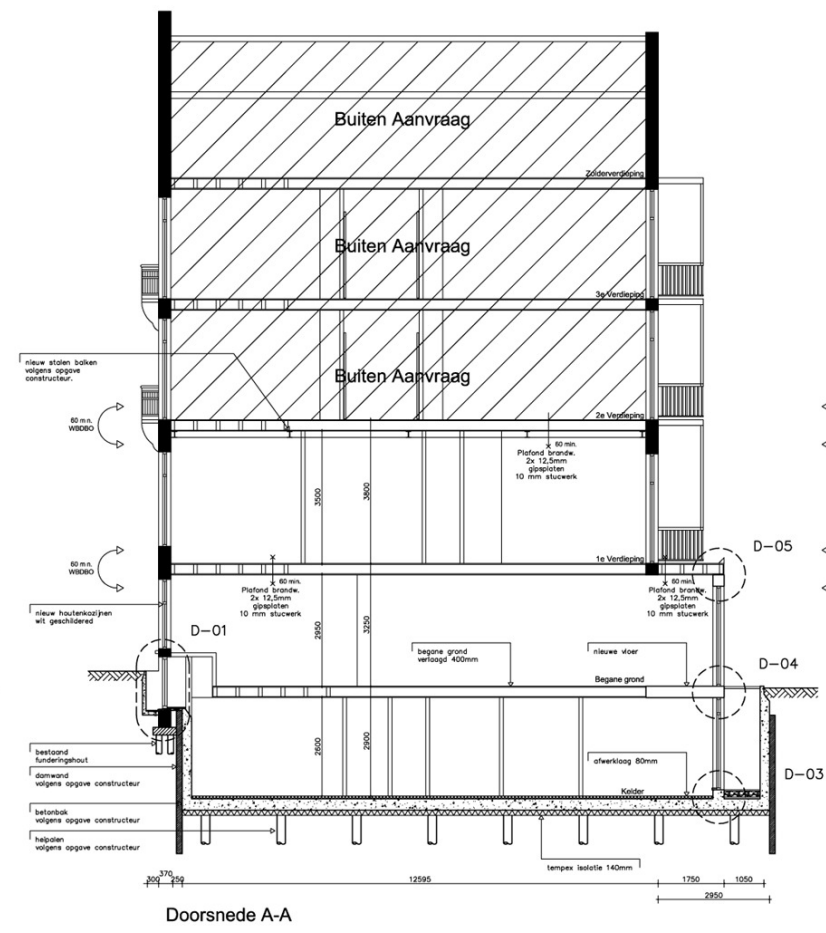 Buiten Aanvraag
Zolderverdieping
Buiten Aanvraag
3e Verdieping
nieuw stalen balken
volgens opgave
constructeur.
Buiten Aanvraag
60 min.
WBDBO
2e Verdieping
60 min.
Plafond brandw.
2x 12,5mm
gipsplaten
10 mm stucwerk
3500
3800
1e Verdieping
D-05
60 min.
WBDBO
60 min.
Plafond brandw.
2x 12,5mm
gipsplaten
10 mm stucwerk
60 min.
Plafond brandw.
2x 12,5mm
gipsplaten
10 mm stucwerk
nieuw houtenkozijnen
wit geschilderd
D-01
2950
3250
begane grond
verlaagd 400mm
nieuwe vloer
Begane grond
D-04
2600
2900
bestaand
funderingshout
damwand
volgens opgave constructeur
afwerklaag 80mm
Kelder
D-03
betonbak
volgens opgave constructeur
heipalen
volgens opgave constructeur
tempex isolatie 140mm
300
370
250
12595
1750
1050
2950
Doorsnede A-A